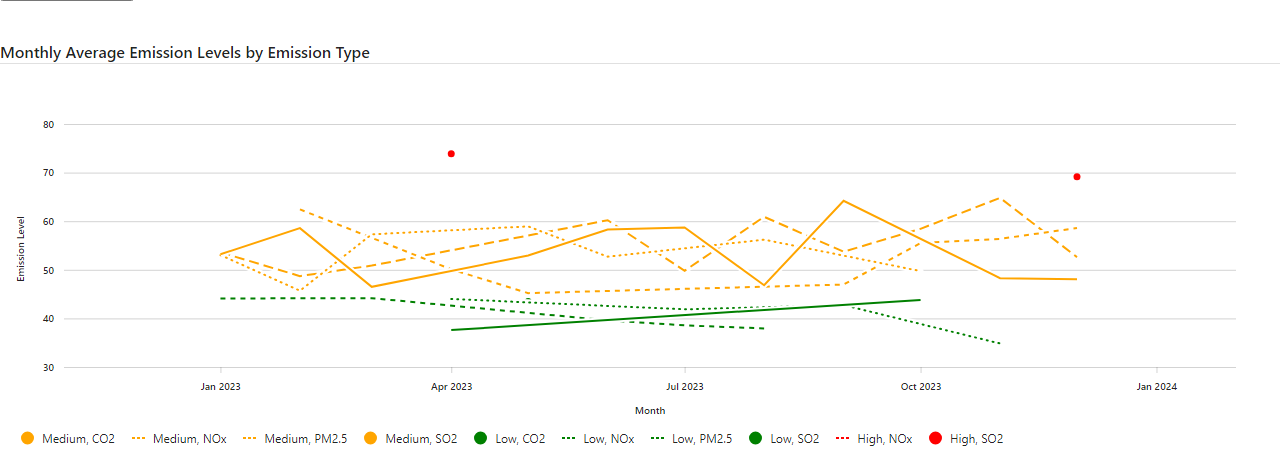 Monthly Average Emission Levels by Emission Type
80
70
60
50
40
30
Emission Level
Jan 2023 Apr 2023 Jul 2023 Oct 2023 Jan 2024
Month
Medium, CO2 Medium, NOx Medium, PM2.5 Medium, SO2 Low, CO2 Low, NOx Low, PM2.5 Low, SO2 High, NOx High, SO2